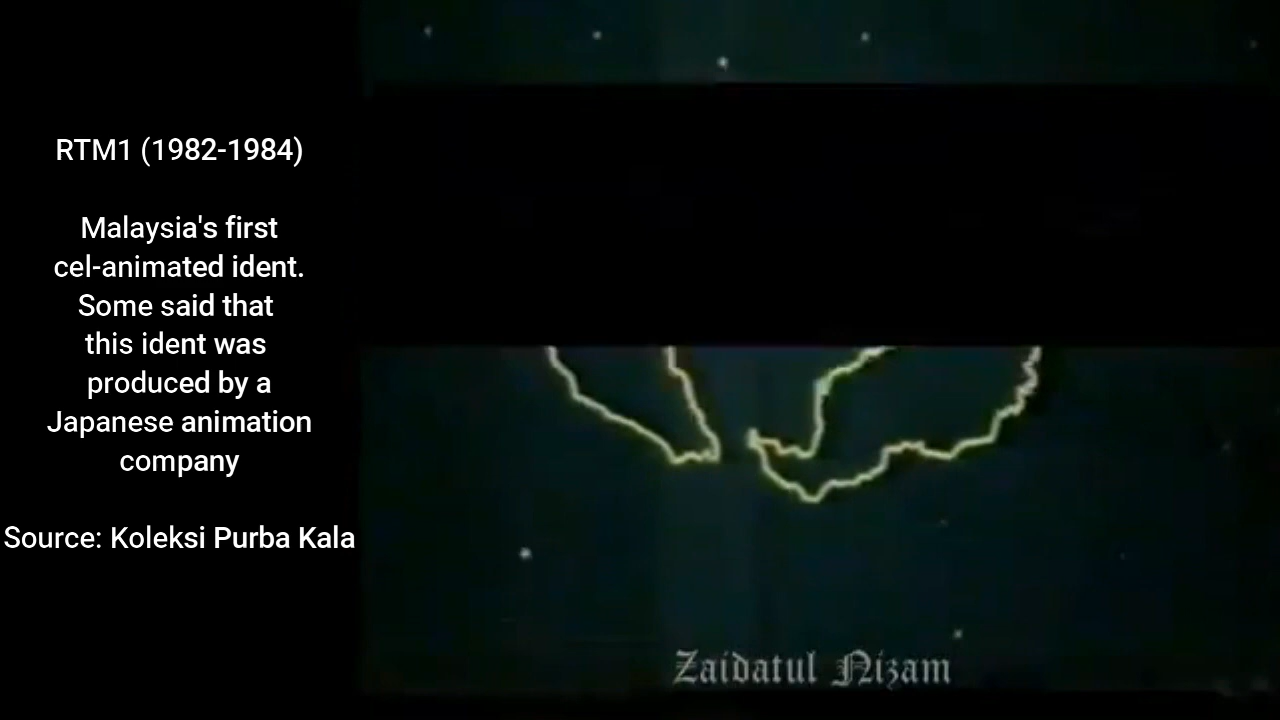 RTM1 (1982-1984)
Malaysia's first
cel-animated ident.
Some said that
this ident was
produced by a
Japanese animation
company
Source: Koleksi Purba Kala
Zaidatul Nizam